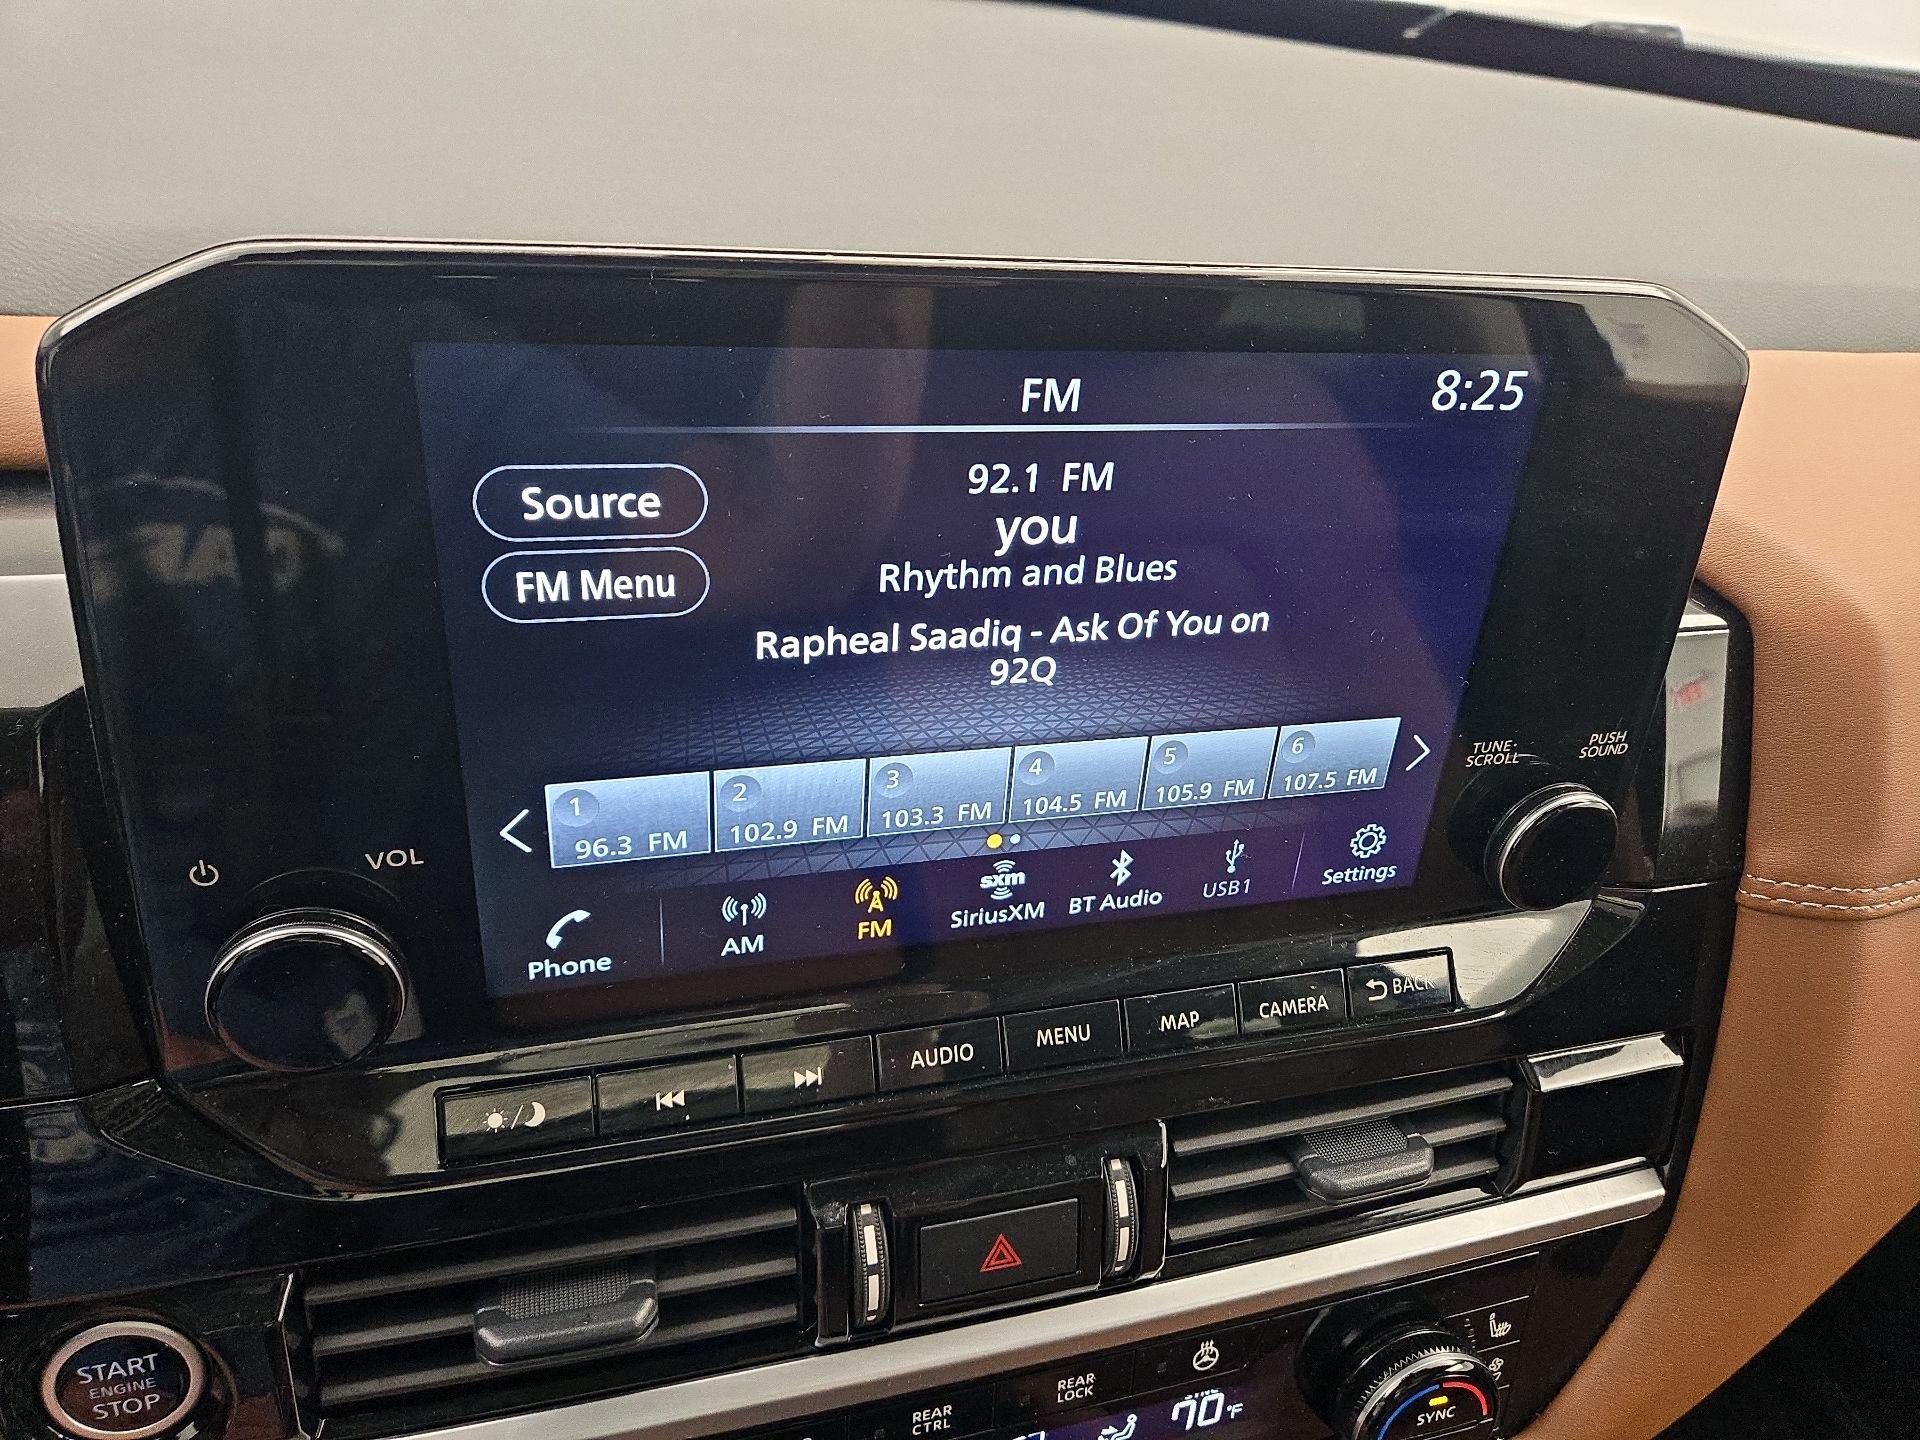 FM
8:25
Source
92.1 FM
you
FM Menu
Rhythm and Blues
Rapheal Saadiq - Ask Of You on
92Q
1
96.3 FM
2
102.9 FM
3
103.3 FM
4
104.5 FM
5
105.9 FM
6
107.5 FM
TUNE·
SCROLL
PUSH
SOUND
VOL
Phone
AM
FM
sxm
SiriusXM
BT Audio
USB1
Settings
AUDIO
MENU
MAP
CAMERA
BACK
START
ENGINE
STOP
REAR
CTRL
REAR
LOCK
70°F
SYNC